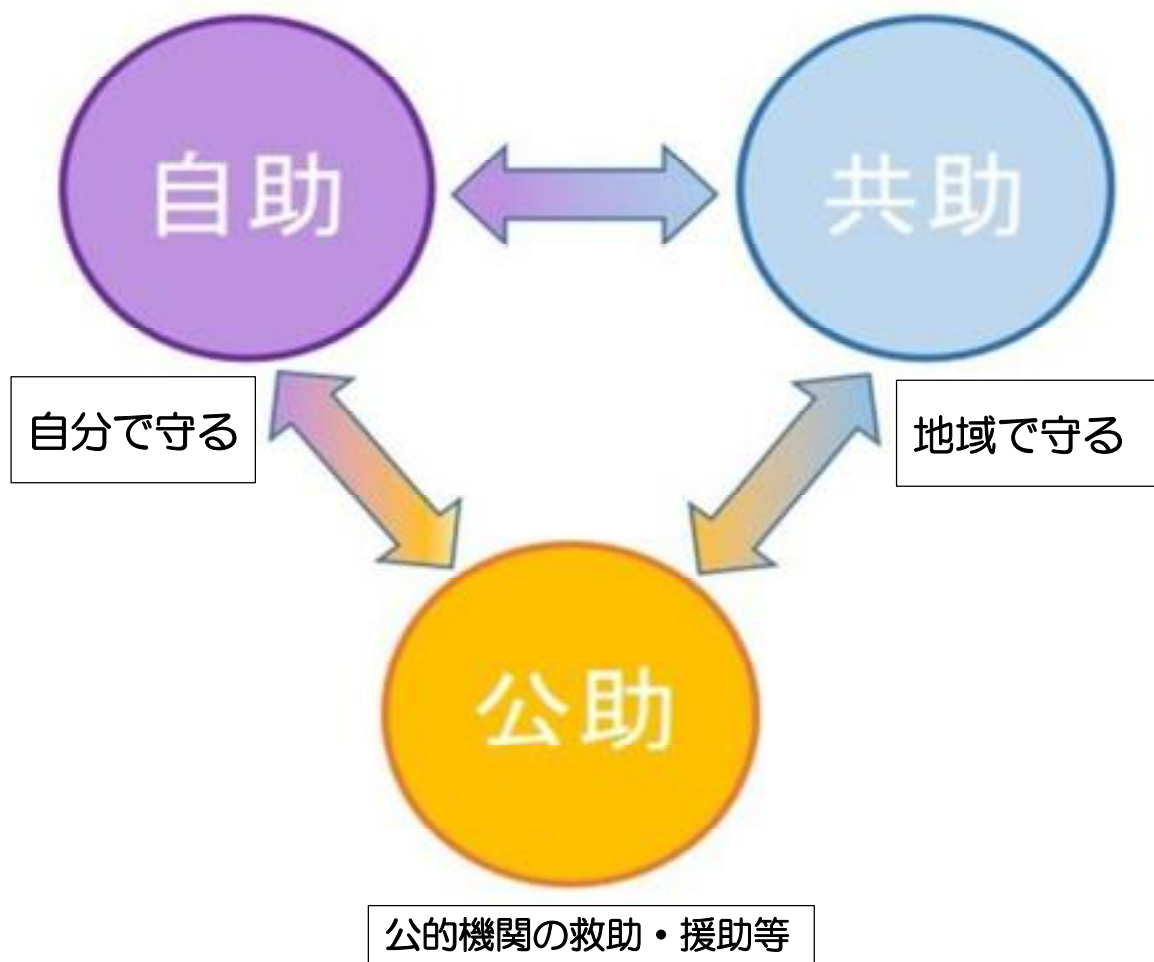 自助
共助
自分で守る
地域で守る
公助
公的機関の救助・援助等